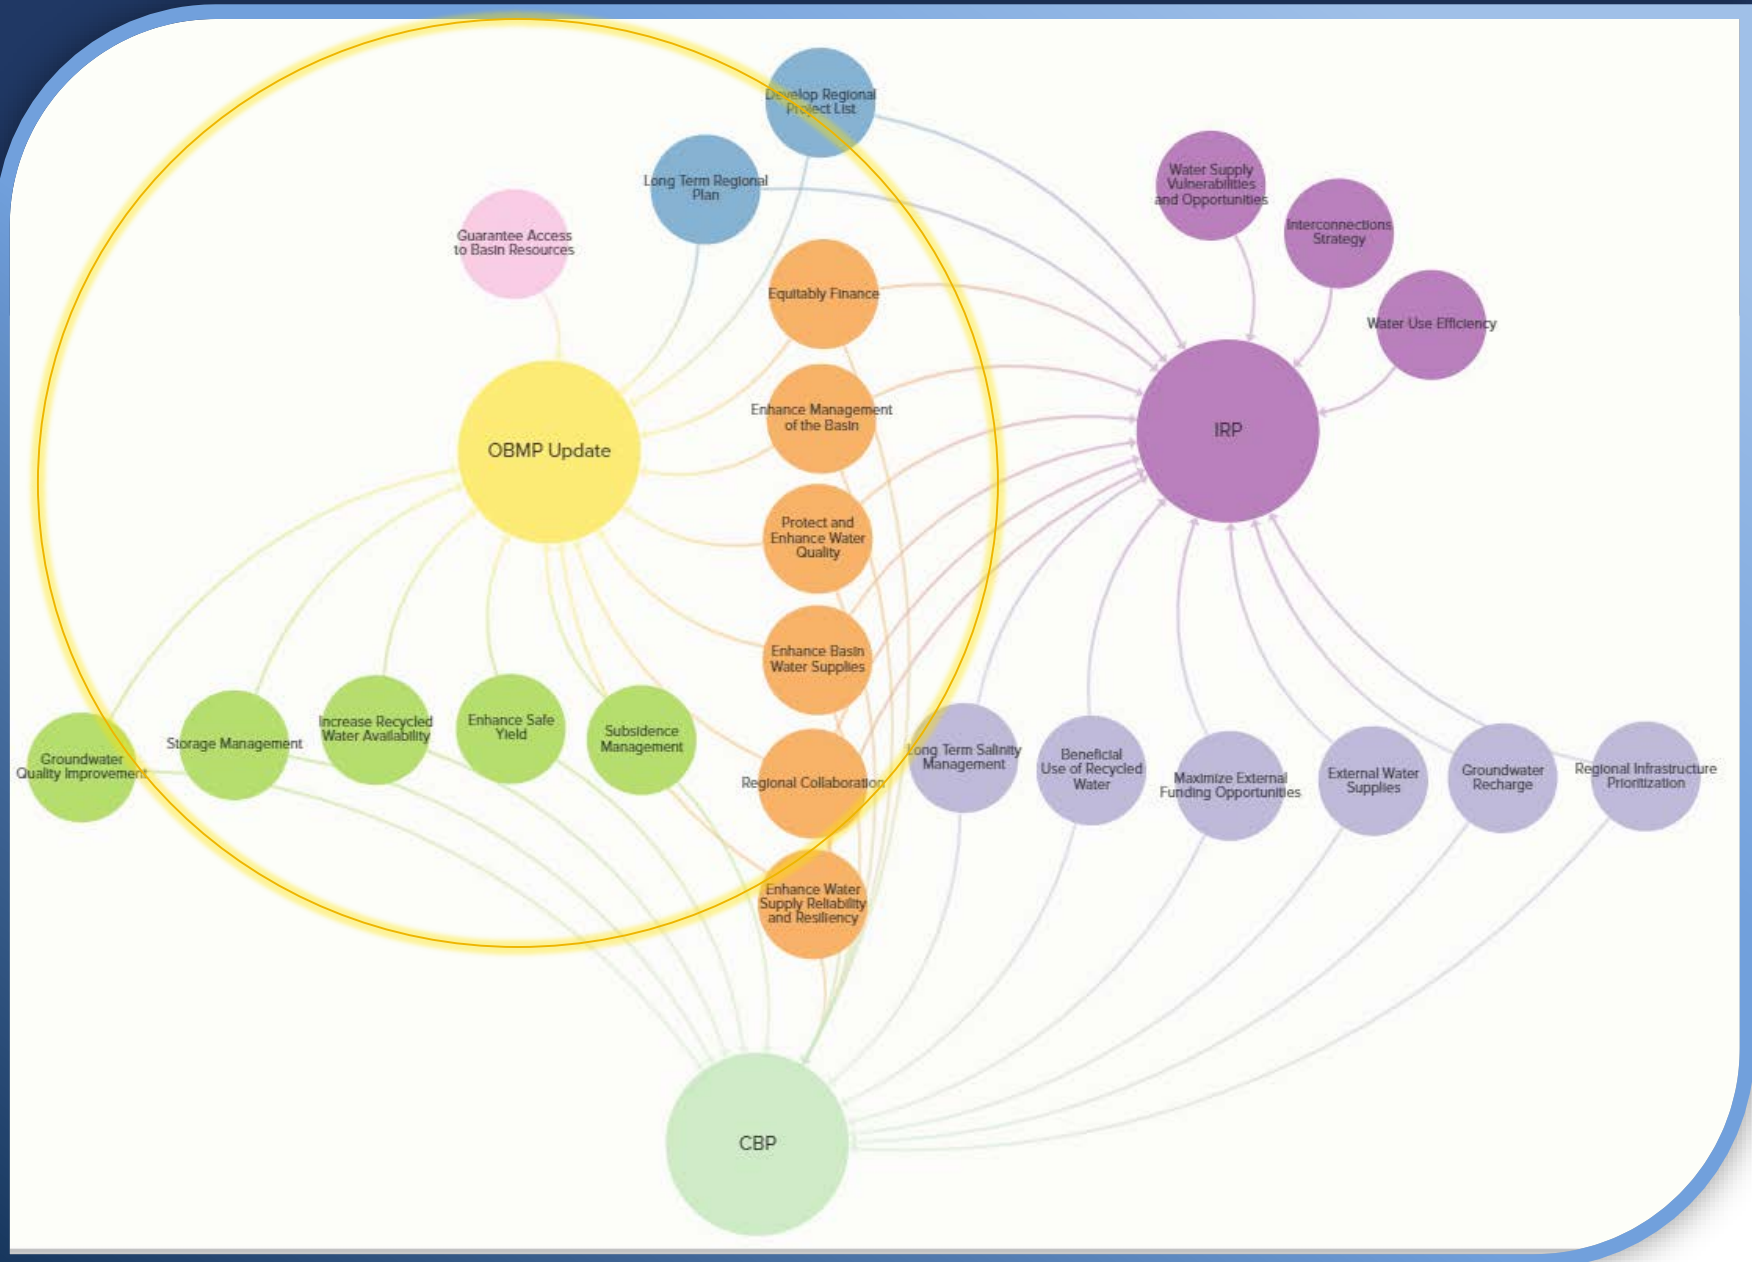 Develop Regional
Project List
Long Term Regional
Plan
Guarantee Access
to Basin Resources
Water Supply
Vulnerabilities
and Opportunities
Interconnections
Strategy
Water Use Efficiency
Equitably Finance
Enhance Management
of the Basin
OBMP Update
IRP
Protect and
Enhance Water
Quality
Enhance Basin
Water Supplies
Groundwater
Quality Improvement
Storage Management
Increase Recycled
Water Availability
Enhance Safe
Yield
Subsidence
Management
Regional Collaboration
Long Term Salinity
Management
Beneficial
Use of Recycled
Water
Maximize External
Funding Opportunities
External Water
Supplies
Groundwater
Recharge
Regional Infrastructure
Prioritization
Enhance Water
Supply Reliability
and Resiliency
CBP